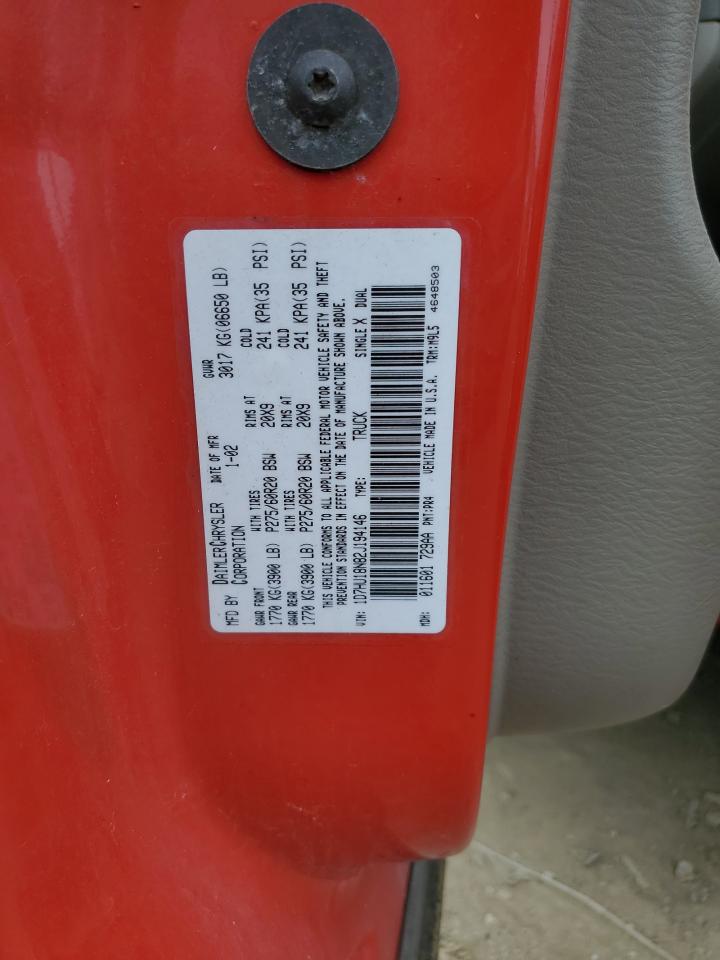 MFD BY DAIMLERCHRYSLER CORPORATION DATE OF MFR 1-02 GVWR 3017 KG(06650 LB)
GAWR FRONT WITH TIRES RIMS AT COLD
1770 KG(3900 LB) P275/60R20 BSW 20X9 241 KPA(35 PSI)
GAWR REAR WITH TIRES RIMS AT COLD
1770 KG(3900 LB) P275/60R20 BSW 20X9 241 KPA(35 PSI)
THIS VEHICLE CONFORMS TO ALL APPLICABLE FEDERAL MOTOR VEHICLE SAFETY AND THEFT
PREVENTION STANDARDS IN EFFECT ON THE DATE OF MANUFACTURE SHOWN ABOVE.
VIN: 1D7HU18N82J194146 TYPE: TRUCK SINGLE X DUAL
MDH: 011601 729AA PNT:PR4 VEHICLE MADE IN U.S.A. TRM:M9L5 4648503